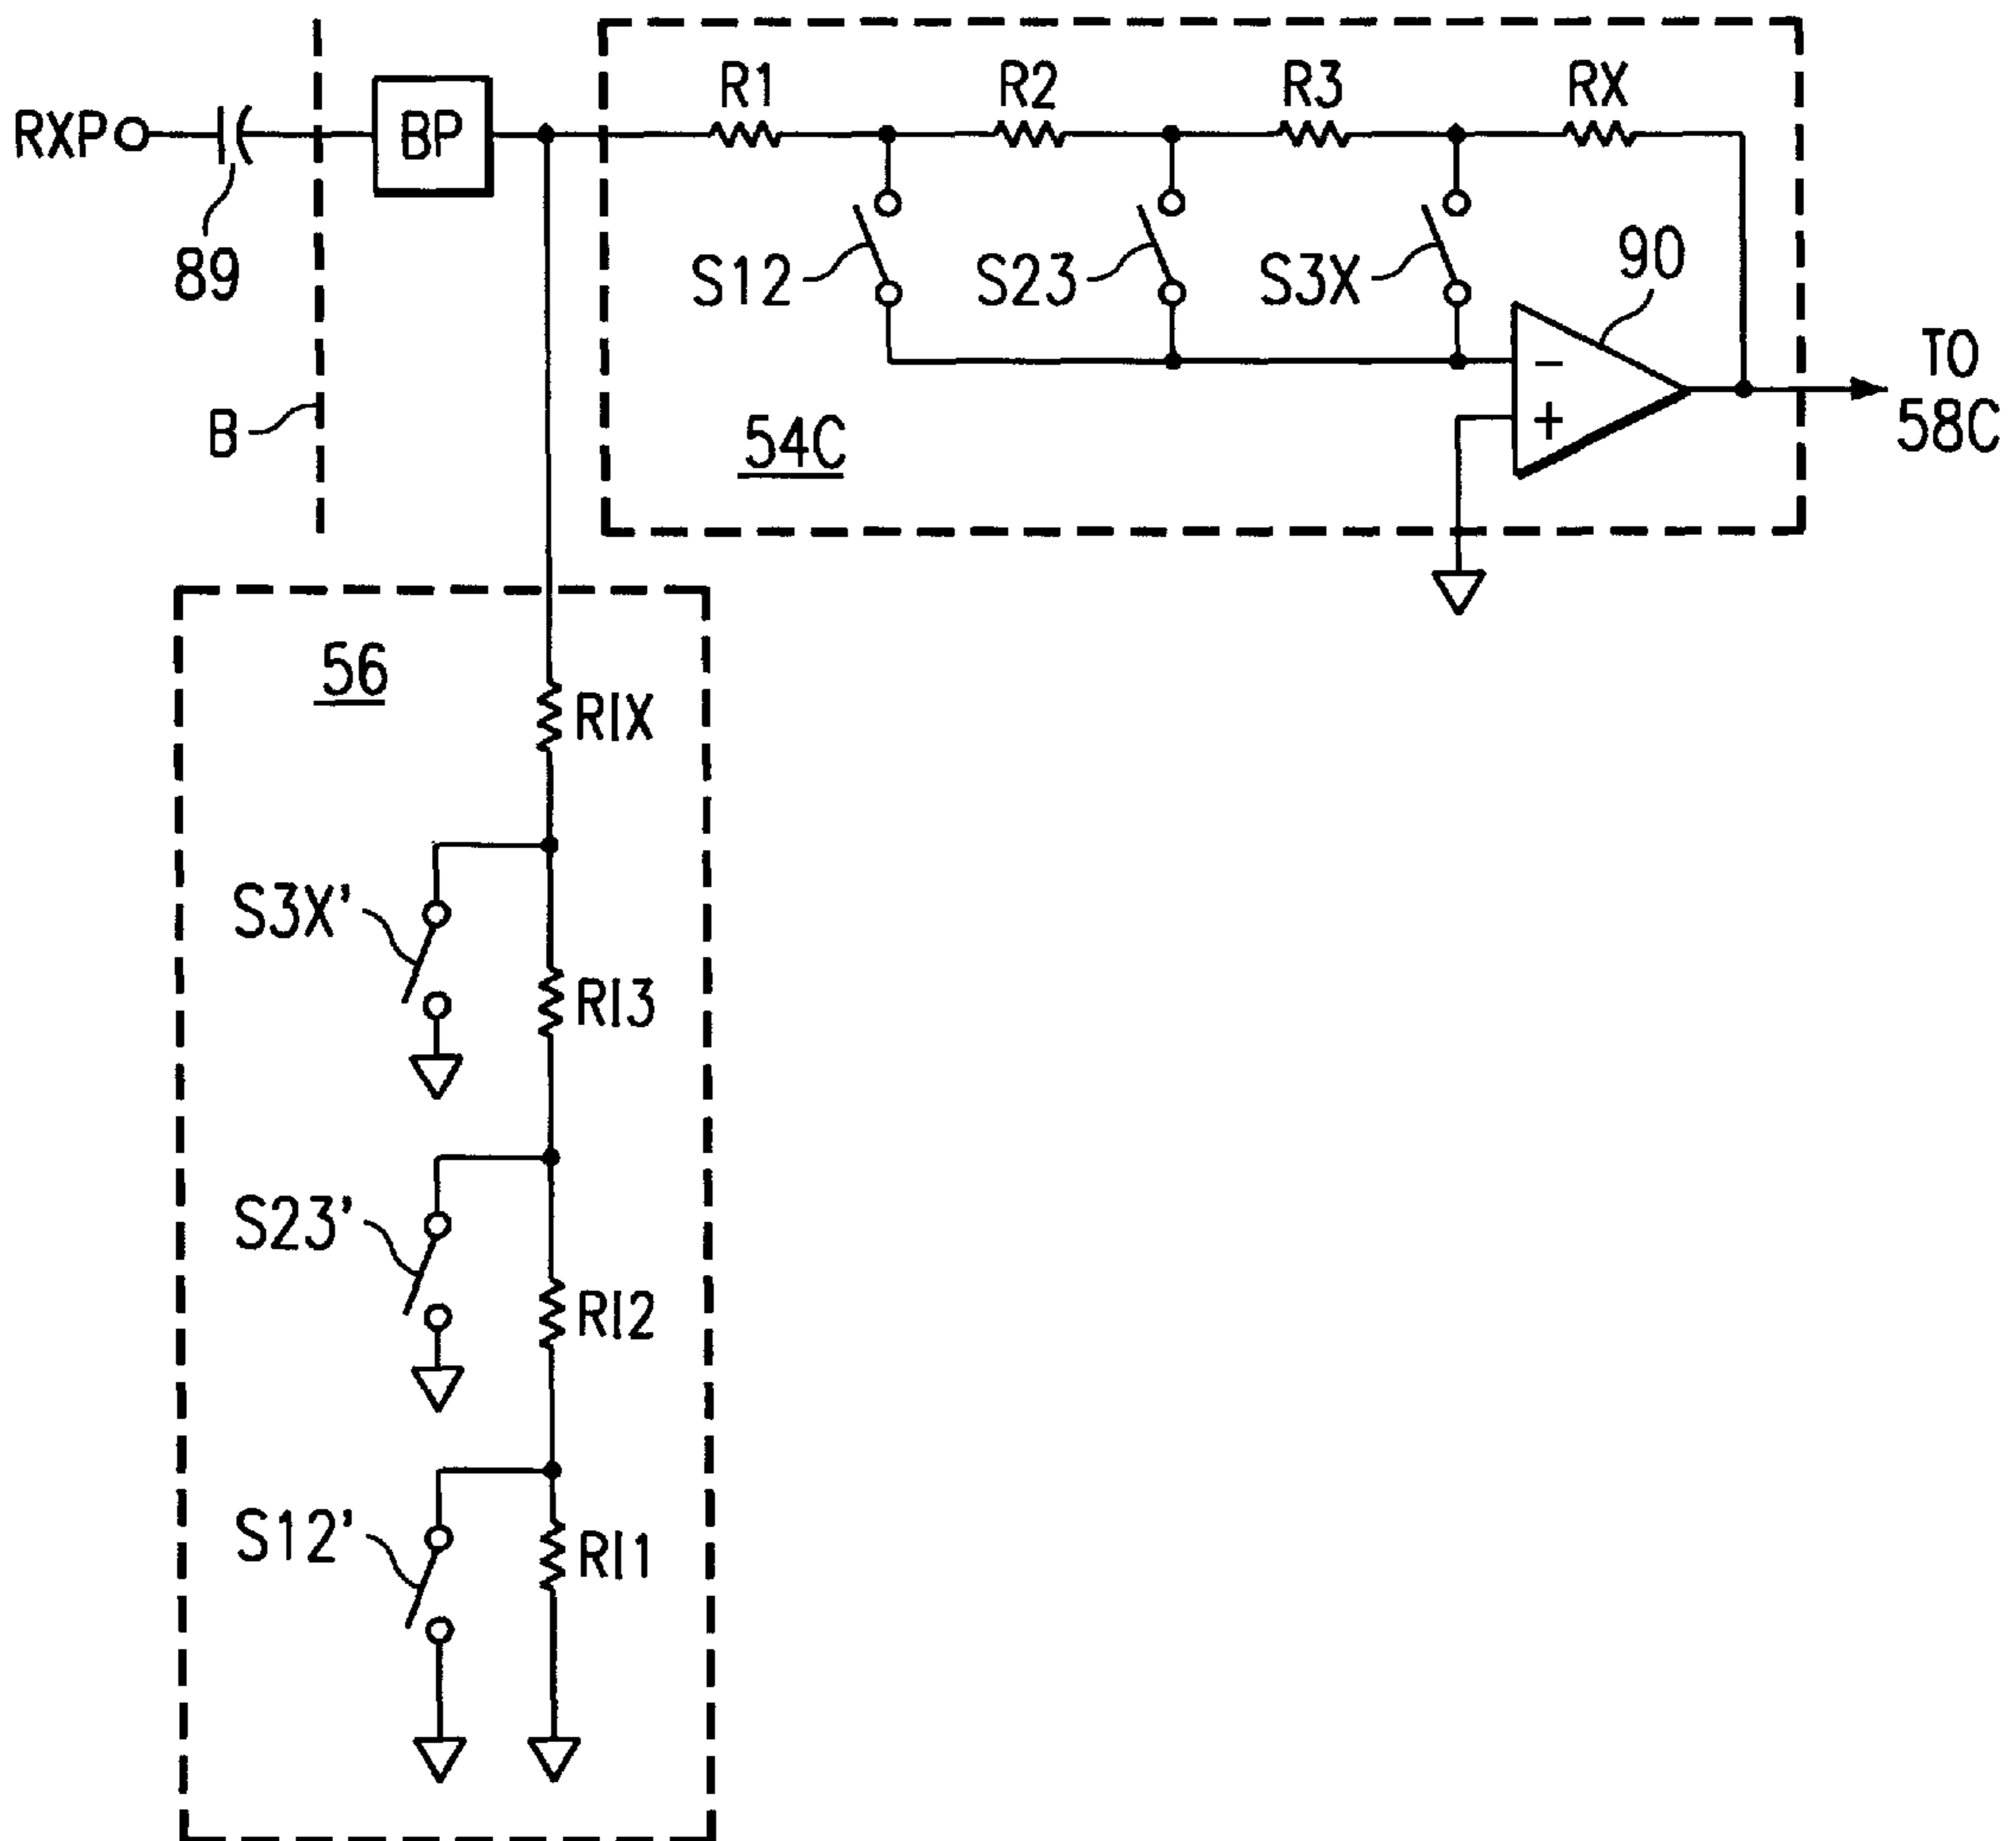 R1
R2
R3
RX
RXP
BP
89
S12
S23
S3X
90
B
54C
−
+
TO
58C
56
RIX
S3X'
RI3
S23'
RI2
S12'
RI1